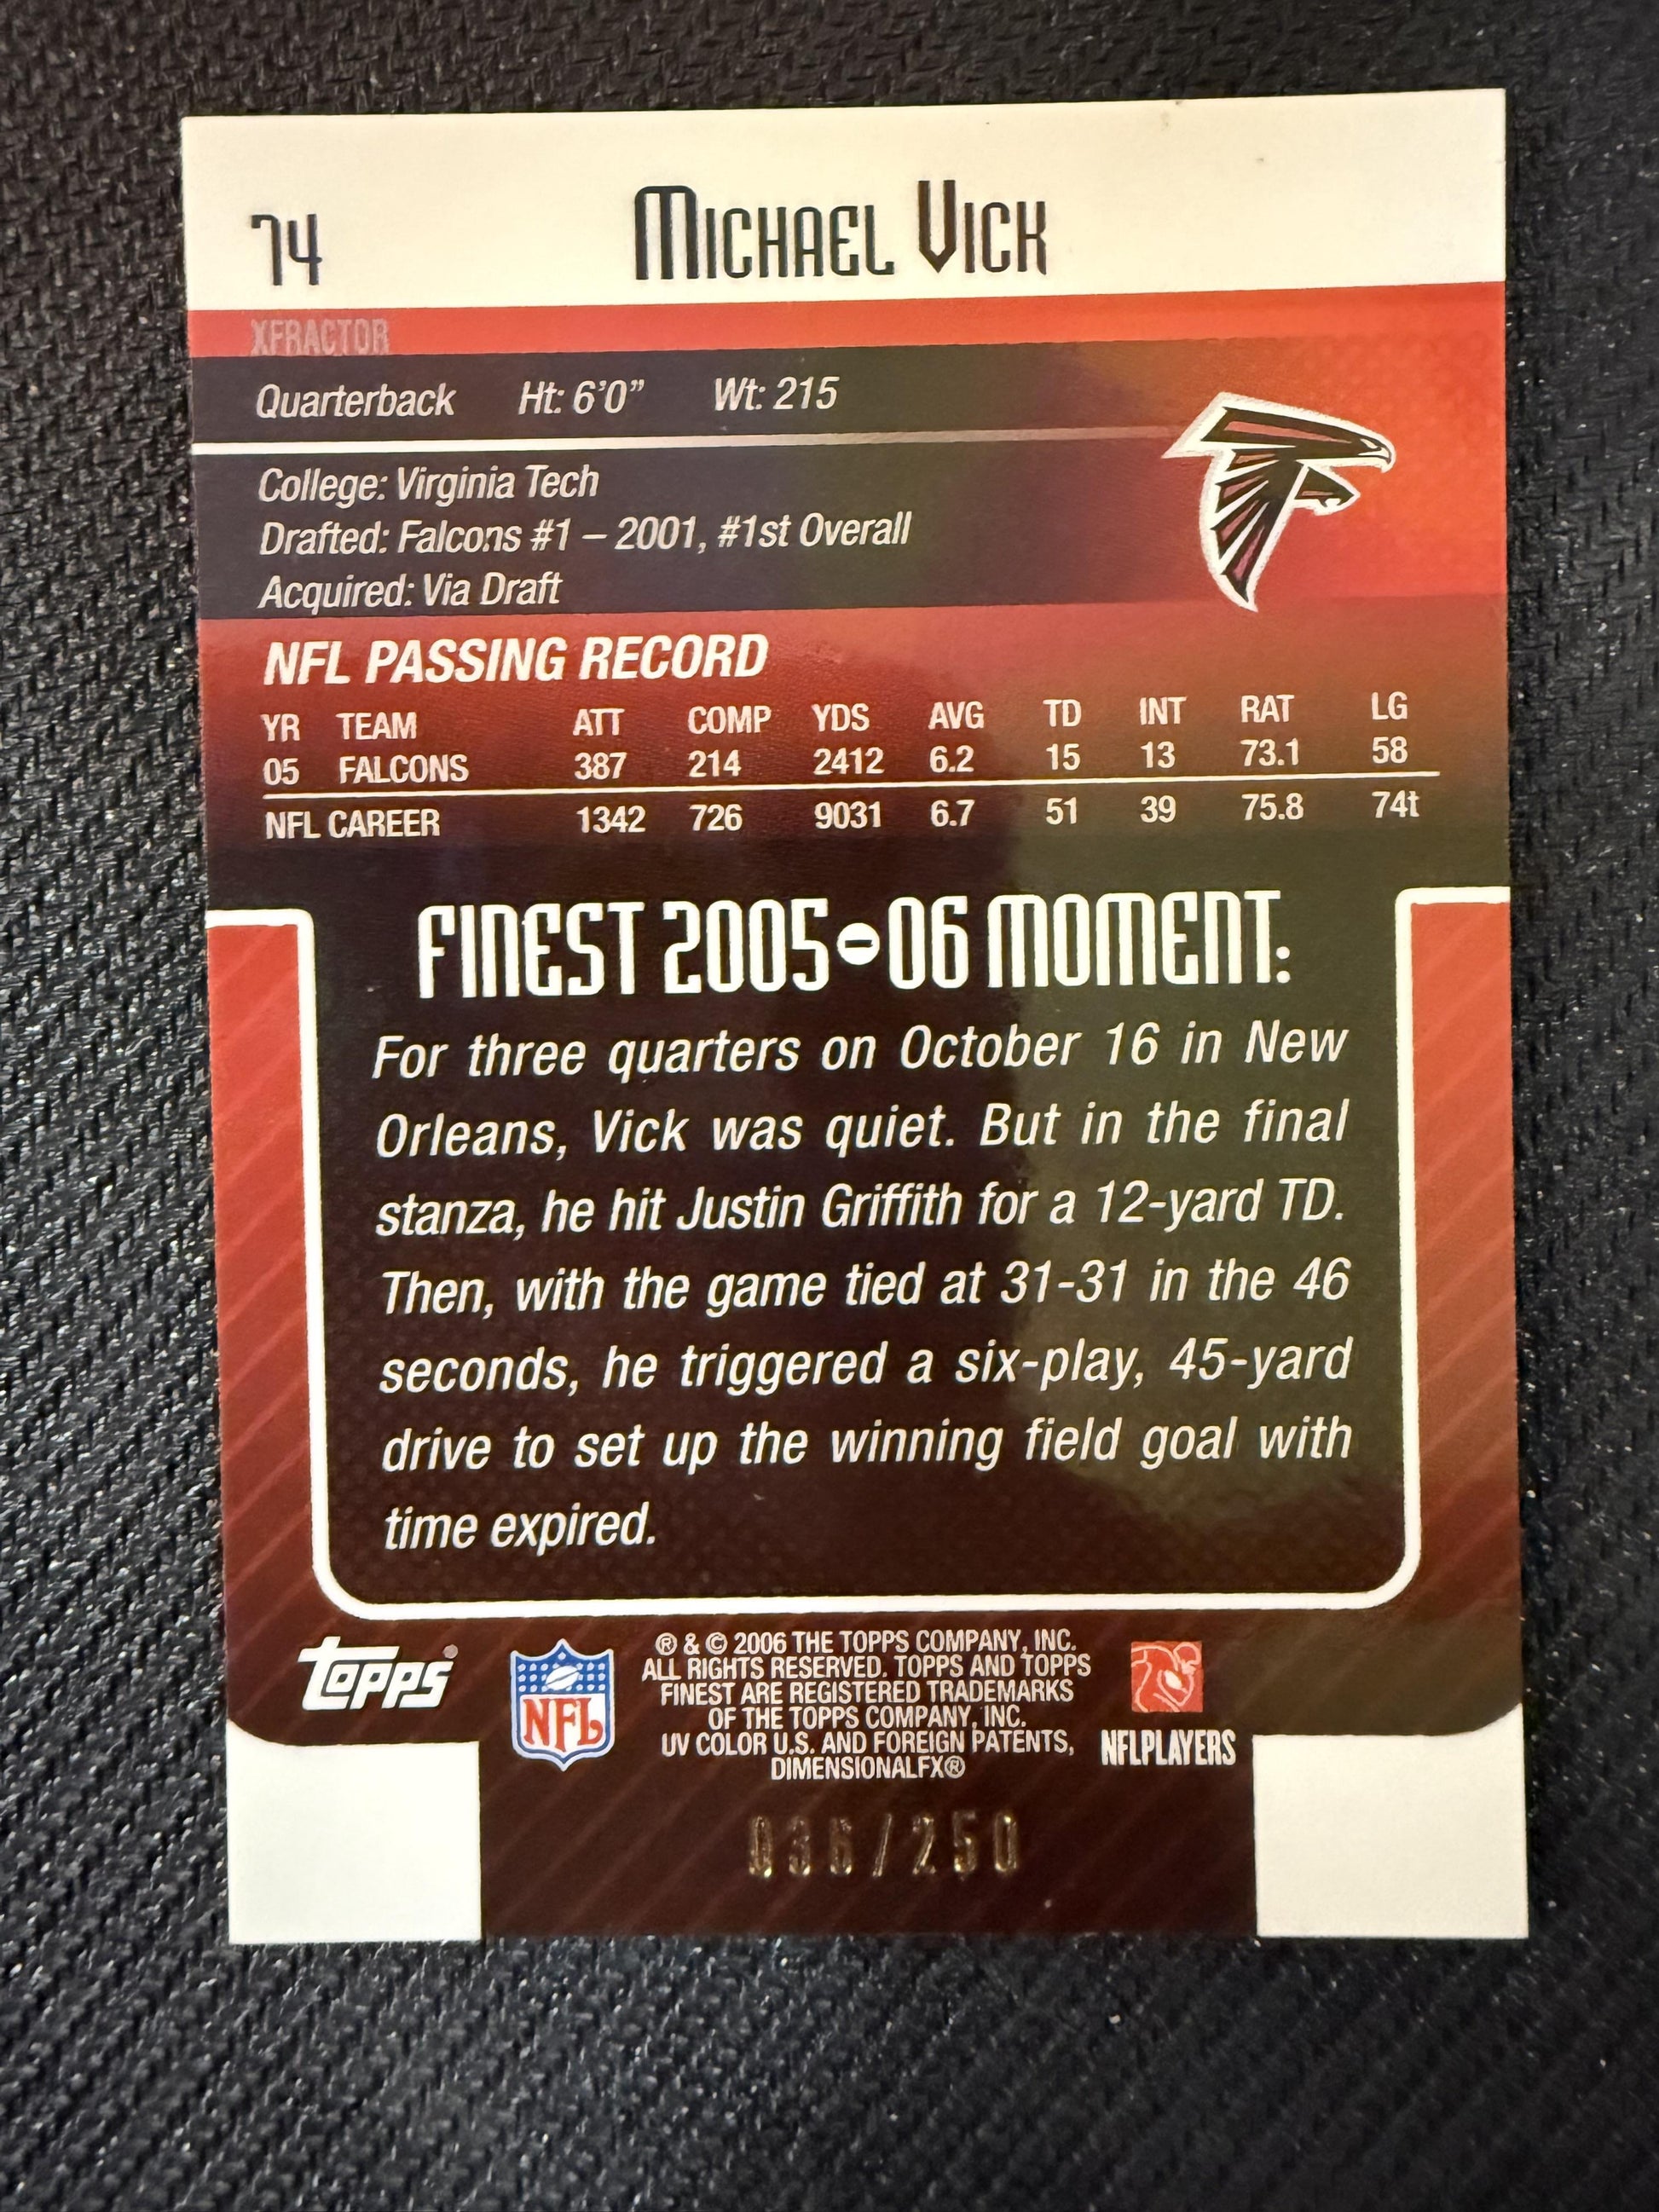 74 Michael Vick
XFRACTOR
Quarterback Ht: 6'0" Wt: 215
College: Virginia Tech
Drafted: Falcons #1 – 2001, #1st Overall
Acquired: Via Draft
NFL PASSING RECORD
YR TEAM ATT COMP YDS AVG TD INT RAT LG
05 FALCONS 387 214 2412 6.2 15 13 73.1 58
NFL CAREER 1342 726 9031 6.7 51 39 75.8 74t
FINEST 2005-06 MOMENT:
For three quarters on October 16 in New
Orleans, Vick was quiet. But in the final
stanza, he hit Justin Griffith for a 12-yard TD.
Then, with the game tied at 31-31 in the 46
seconds, he triggered a six-play, 45-yard
drive to set up the winning field goal with
time expired.
topps®
NFL
® & © 2006 THE TOPPS COMPANY, INC.
ALL RIGHTS RESERVED. TOPPS AND TOPPS
FINEST ARE REGISTERED TRADEMARKS
OF THE TOPPS COMPANY, INC.
UV COLOR U.S. AND FOREIGN PATENTS,
DIMENSIONALFX®
NFLPLAYERS
036/250